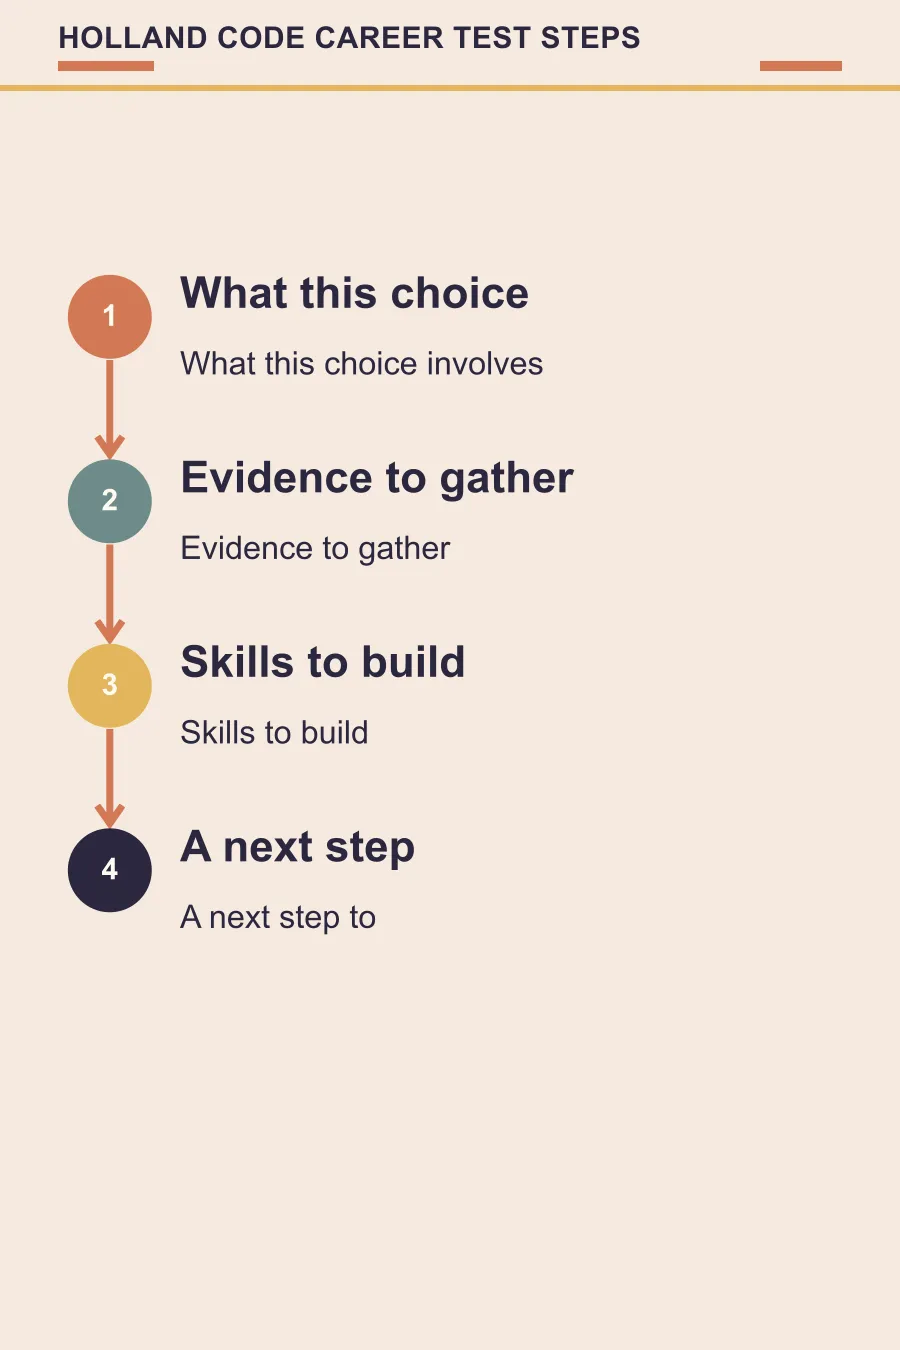 HOLLAND CODE CAREER TEST STEPS
1
What this choice
What this choice involves
2
Evidence to gather
Evidence to gather
3
Skills to build
Skills to build
4
A next step
A next step to